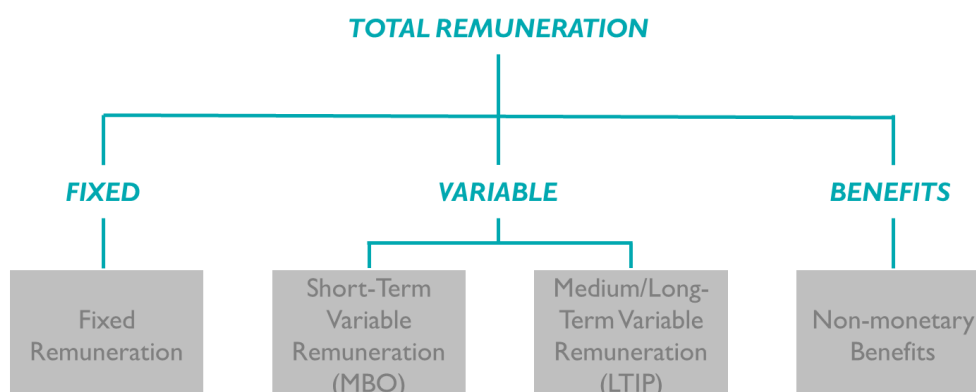 TOTAL REMUNERATION
FIXED
VARIABLE
BENEFITS
Fixed
Remuneration
Short-Term
Variable
Remuneration
(MBO)
Medium/Long-
Term Variable
Remuneration
(LTIP)
Non-monetary
Benefits